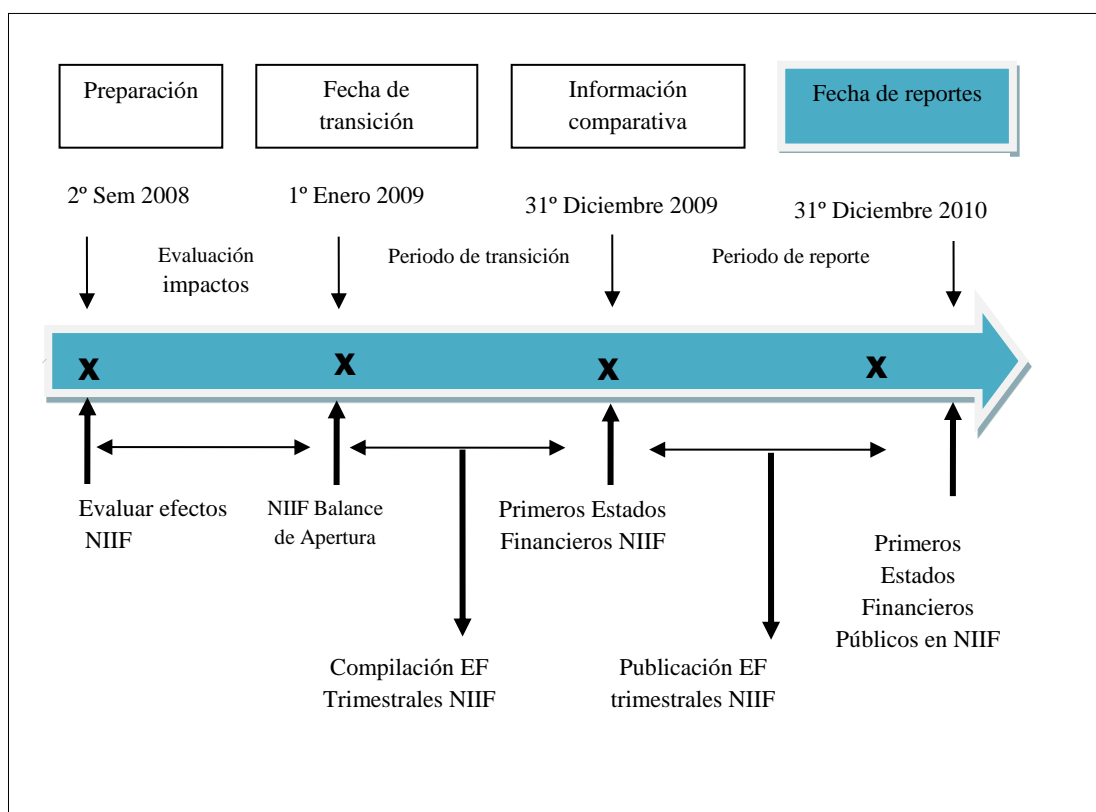 Preparación
Fecha de
transición
Información
comparativa
Fecha de reportes
2º Sem 2008
1º Enero 2009
31º Diciembre 2009
31º Diciembre 2010
Evaluación
impactos
Periodo de transición
Periodo de reporte
X X X X
Evaluar efectos
NIIF
NIIF Balance
de Apertura
Primeros Estados
Financieros NIIF
Primeros
Estados
Financieros
Públicos en NIIF
Compilación EF
Trimestrales NIIF
Publicación EF
trimestrales NIIF